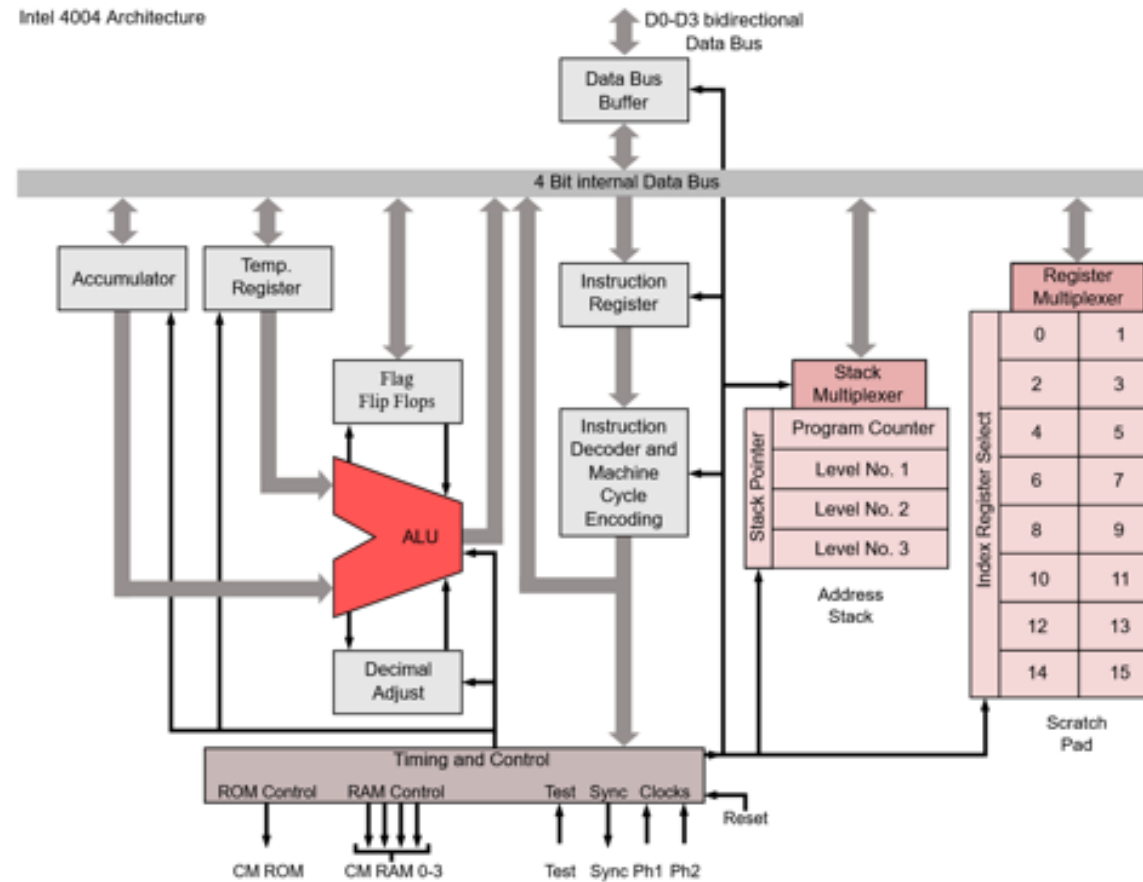 Intel 4004 Architecture
D0-D3 bidirectional
Data Bus
Data Bus
Buffer
4 Bit internal Data Bus
Accumulator
Temp.
Register
Instruction
Register
Register
Multiplexer
Flag
Flip Flops
Stack
Multiplexer
Instruction
Decoder and
Machine
Cycle
Encoding
ALU
Stack Pointer
Program Counter
Level No. 1
Level No. 2
Level No. 3
Address
Stack
Index Register Select
0 1
2 3
4 5
6 7
8 9
10 11
12 13
14 15
Scratch
Pad
Decimal
Adjust
Timing and Control
ROM Control RAM Control Test Sync Clocks
Reset
CM ROM CM RAM 0-3 Test Sync Ph1 Ph2